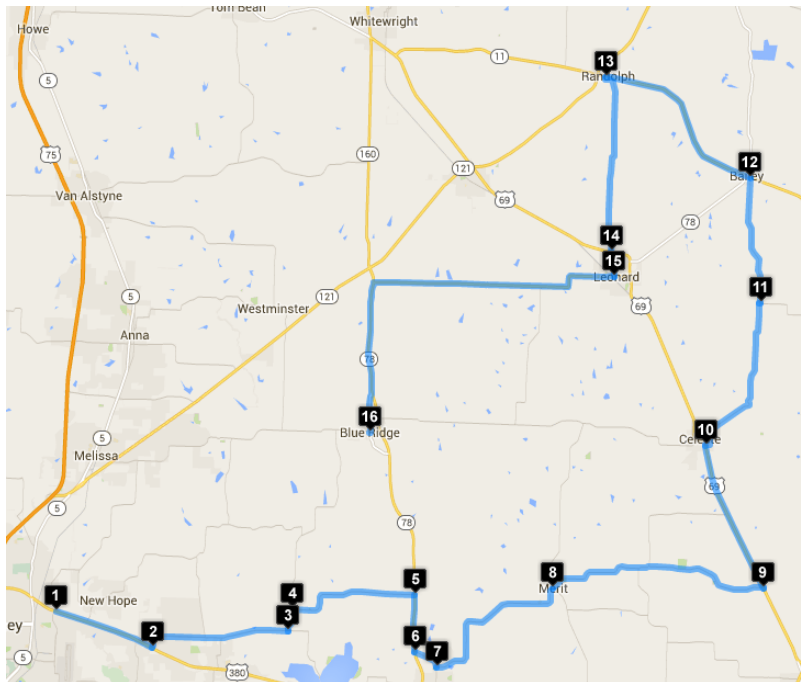 Tom Bean
Howe
Whitewright
5
11
13
Randolph
75
160
121
12
Bailey
Van Alstyne
69
78
14
15
Leonard
11
5
121
Westminster
69
Anna
78
16
Blue Ridge
10
Celeste
5
Melissa
69
5
78
1
New Hope
4
3
5
8
Merit
9
2
6
7
ey
5
380